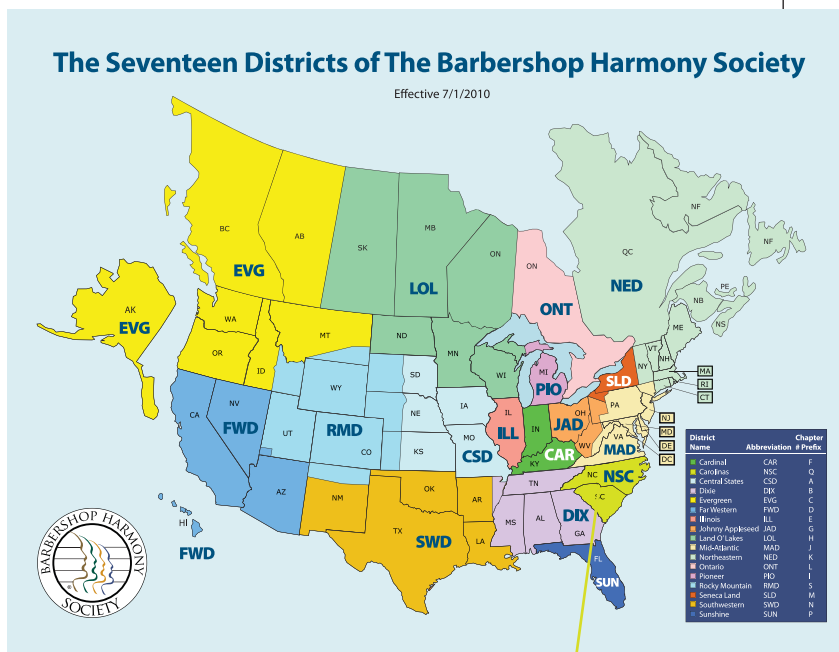 The Seventeen Districts of The Barbershop Harmony Society
Effective 7/1/2010
BC
AB
SK
MB
ON
ON
QC
NF
NF
EVG
LOL
ONT
NED
NB
PE
NS
AK
EVG
WA
OR
ID
MT
ND
MN
WI
MI
PIO
SLD
NY
VT
NH
ME
MA
RI
CT
CA
NV
FWD
UT
AZ
WY
RMD
CO
SD
NE
KS
IA
MO
CSD
IL
ILL
IN
KY
CAR
OH
JAD
WV
PA
VA
MAD
NJ
MD
DE
DC
NC
NSC
TN
NM
OK
TX
AR
LA
SWD
MS
AL
GA
DIX
FL
SUN
HI
FWD
BARBERSHOP HARMONY
SOCIETY
District
Name Abbreviation Chapter
# Prefix
Cardinal CAR F
Carolinas NSC Q
Central States CSD A
Dixie DIX B
Evergreen EVG C
Far Western FWD D
Illinois ILL E
Johnny Appleseed JAD G
Land O'Lakes LOL H
Mid-Atlantic MAD J
Northeastern NED K
Ontario ONT L
Pioneer PIO I
Rocky Mountain RMD S
Seneca Land SLD M
Southwestern SWD N
Sunshine SUN P